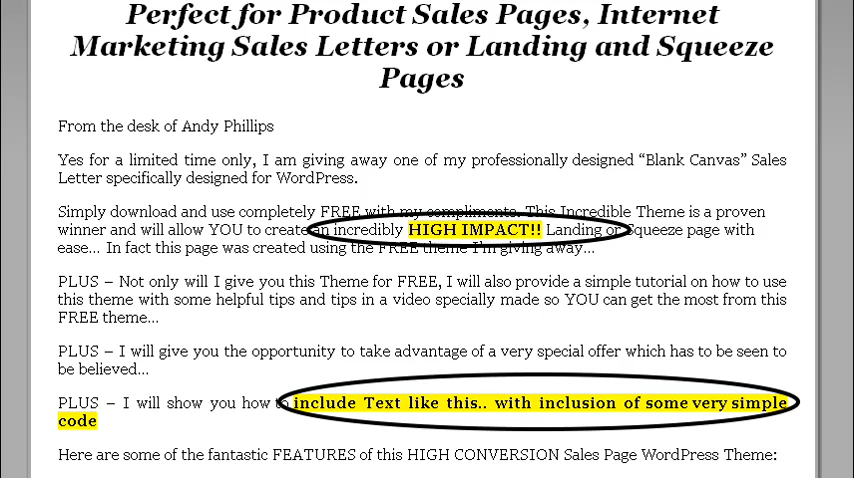 Perfect for Product Sales Pages, Internet
Marketing Sales Letters or Landing and Squeeze
Pages
From the desk of Andy Phillips
Yes for a limited time only, I am giving away one of my professionally designed “Blank Canvas” Sales
Letter specifically designed for WordPress.
Simply download and use completely FREE with my compliments. This Incredible Theme is a proven
winner and will allow YOU to create an incredibly HIGH IMPACT!! Landing or Squeeze page with
ease... In fact this page was created using the FREE theme I’m giving away...
PLUS – Not only will I give you this Theme for FREE, I will also provide a simple tutorial on how to use
this theme with some helpful tips and tips in a video specially made so YOU can get the most from this
FREE theme...
PLUS – I will give you the opportunity to take advantage of a very special offer which has to be seen to
be believed...
PLUS – I will show you how to include Text like this.. with inclusion of some very simple
code
Here are some of the fantastic FEATURES of this HIGH CONVERSION Sales Page WordPress Theme: